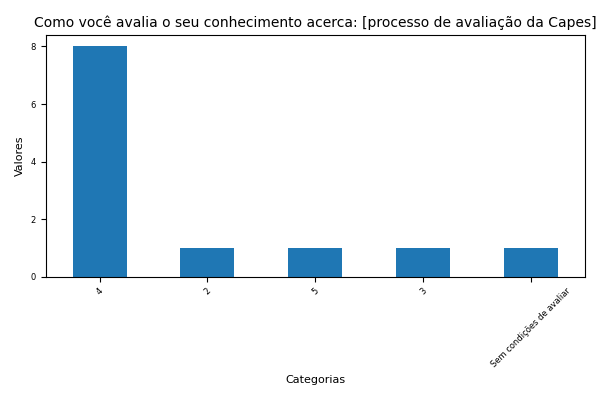 Como você avalia o seu conhecimento acerca: [processo de avaliação da Capes]
8
6
4
2
0
Valores
4
2
5
3
Sem condições de avaliar
Categorias